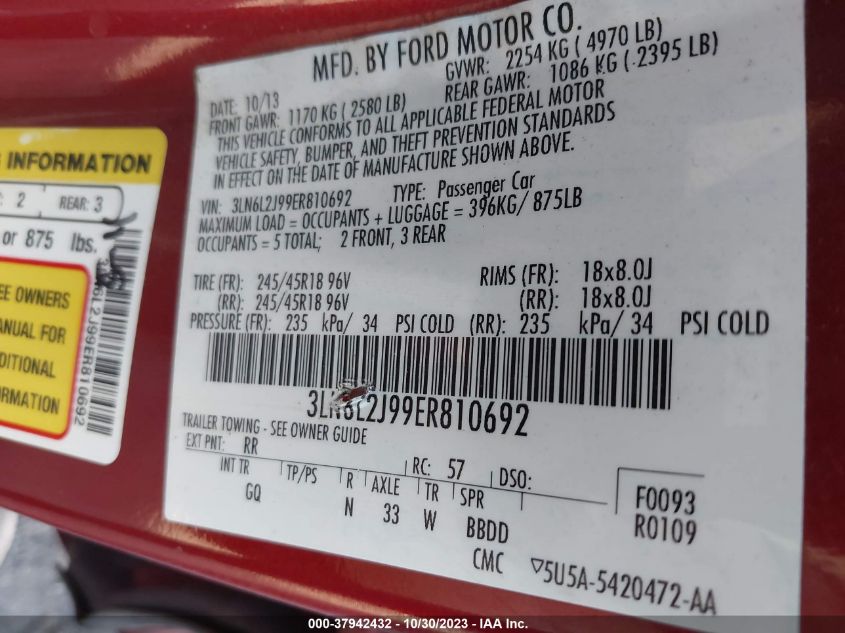 MFD. BY FORD MOTOR CO.
DATE: 10/13
GVWR: 2254 KG ( 4970 LB)
FRONT GAWR: 1170 KG ( 2580 LB)
REAR GAWR: 1086 KG ( 2395 LB)
THIS VEHICLE CONFORMS TO ALL APPLICABLE FEDERAL MOTOR
VEHICLE SAFETY, BUMPER, AND THEFT PREVENTION STANDARDS
IN EFFECT ON THE DATE OF MANUFACTURE SHOWN ABOVE.
VIN: 3LN6L2J99ER810692 TYPE: Passenger Car
MAXIMUM LOAD = OCCUPANTS + LUGGAGE = 396KG/ 875LB
OCCUPANTS = 5 TOTAL; 2 FRONT, 3 REAR
TIRE (FR): 245/45R18 96V RIMS (FR): 18x8.0J
(RR): 245/45R18 96V (RR): 18x8.0J
PRESSURE (FR): 235 kPa/ 34 PSI COLD (RR): 235 kPa/ 34 PSI COLD
3LN6L2J99ER810692
TRAILER TOWING - SEE OWNER GUIDE
EXT PNT: RR RC: 57 DSO:
INT TR TP/PS R AXLE TR SPR
GQ N 33 W BBDD
CMC
F0093
R0109
▽5U5A-5420472-AA
INFORMATION
: 2 REAR: 3
or 875 lbs.
EE OWNERS
ANUAL FOR
DITIONAL
ORMATION
6L2J99ER810692
000-37942432 - 10/30/2023 - IAA Inc.